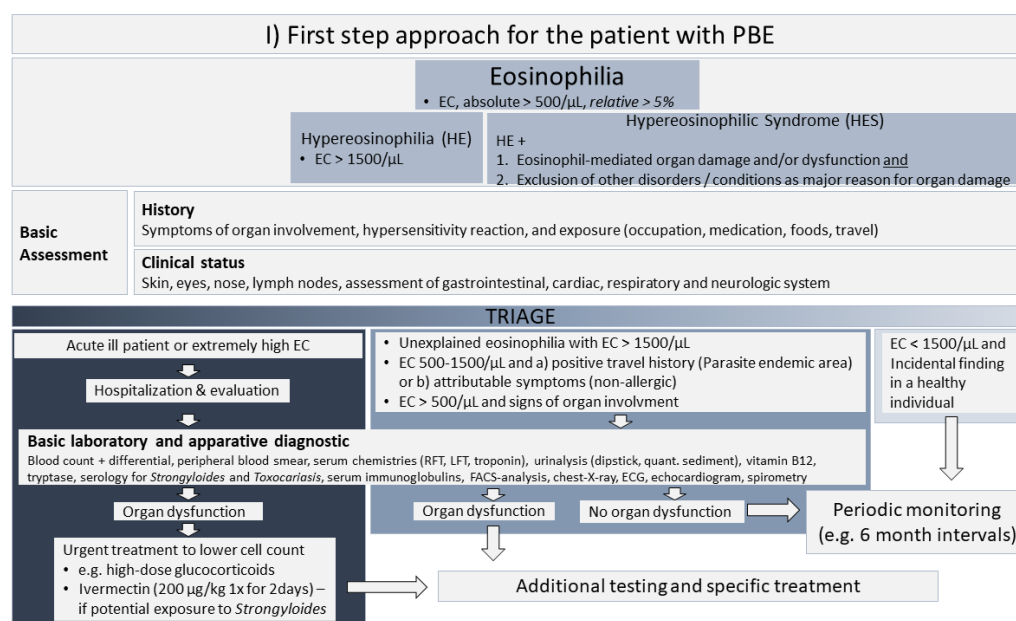 I) First step approach for the patient with PBE
Eosinophilia
• EC, absolute > 500/µL, relative > 5%
Hypereosinophilia (HE)
• EC > 1500/µL
Hypereosinophilic Syndrome (HES)
HE +
1. Eosinophil-mediated organ damage and/or dysfunction and
2. Exclusion of other disorders / conditions as major reason for organ damage
Basic
Assessment
History
Symptoms of organ involvement, hypersensitivity reaction, and exposure (occupation, medication, foods, travel)
Clinical status
Skin, eyes, nose, lymph nodes, assessment of gastrointestinal, cardiac, respiratory and neurologic system
TRIAGE
Acute ill patient or extremely high EC
Hospitalization & evaluation
• Unexplained eosinophilia with EC > 1500/µL
• EC 500-1500/µL and a) positive travel history (Parasite endemic area)
or b) attributable symptoms (non-allergic)
• EC > 500/µL and signs of organ involvment
EC < 1500/µL and
Incidental finding
in a healthy
individual
Basic laboratory and apparative diagnostic
Blood count + differential, peripheral blood smear, serum chemistries (RFT, LFT, troponin), urinalysis (dipstick, quant. sediment), vitamin B12,
tryptase, serology for Strongyloides and Toxocariasis, serum immunoglobulins, FACS-analysis, chest-X-ray, ECG, echocardiogram, spirometry
Organ dysfunction
Organ dysfunction
No organ dysfunction
Periodic monitoring
(e.g. 6 month intervals)
Urgent treatment to lower cell count
• e.g. high-dose glucocorticoids
• Ivermectin (200 µg/kg 1x for 2days) –
if potential exposure to Strongyloides
Additional testing and specific treatment